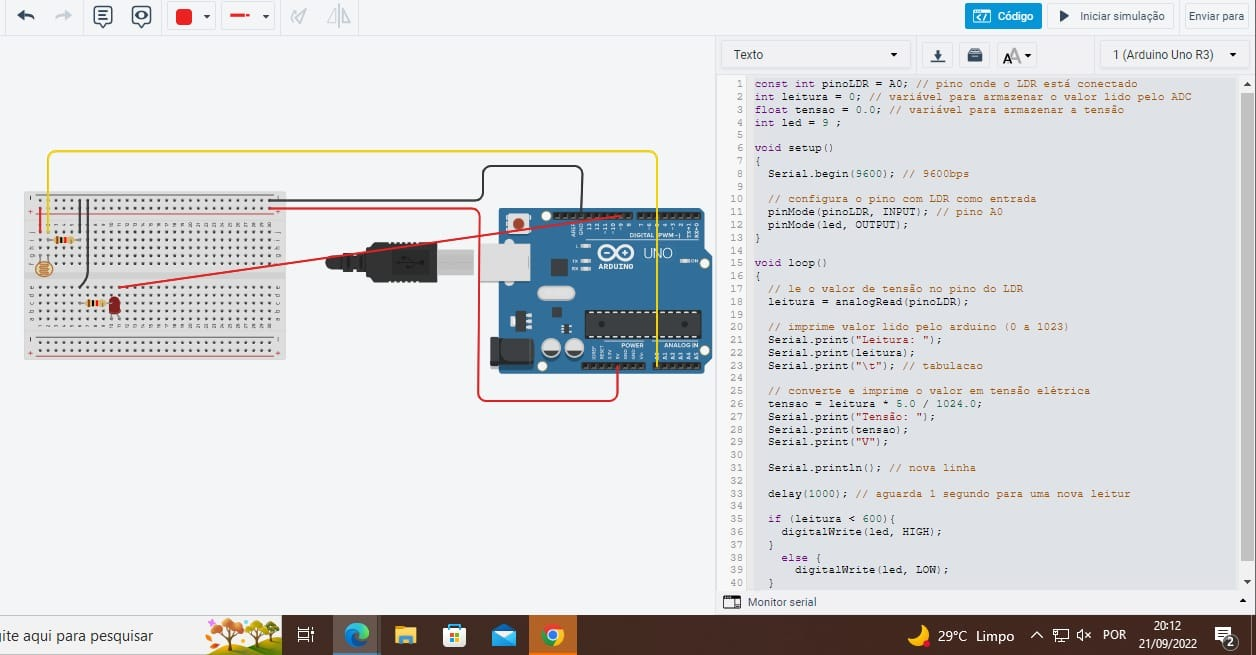 Código
Iniciar simulação
Enviar para
Texto
1 (Arduino Uno R3)
1 const int pinoLDR = A0; // pino onde o LDR está conectado
2 int leitura = 0; // variável para armazenar o valor lido pelo ADC
3 float tensao = 0.0; // variável para armazenar a tensão
4 int led = 9 ;
5
6 void setup()
7 {
8 Serial.begin(9600); // 9600bps
9
10 // configura o pino com LDR como entrada
11 pinMode(pinoLDR, INPUT); // pino A0
12 pinMode(led, OUTPUT);
13 }
14
15 void loop()
16 {
17 // le o valor de tensão no pino do LDR
18 leitura = analogRead(pinoLDR);
19
20 // imprime valor lido pelo arduino (0 a 1023)
21 Serial.print("Leitura: ");
22 Serial.print(leitura);
23 Serial.print("\t"); // tabulacao
24
25 // converte e imprime o valor em tensão elétrica
26 tensao = leitura * 5.0 / 1024.0;
27 Serial.print("Tensão: ");
28 Serial.print(tensao);
29 Serial.print("V");
30
31 Serial.println(); // nova linha
32
33 delay(1000); // aguarda 1 segundo para uma nova leitur
34
35 if (leitura < 600){
36 digitalWrite(led, HIGH);
37 }
38 else {
39 digitalWrite(led, LOW);
40 }
DIGITAL
UNO
ARDUINO
ON
POWER
ANALOG IN
Monitor serial
ite aqui para pesquisar
29°C Limpo
POR
20:12
21/09/2022
2